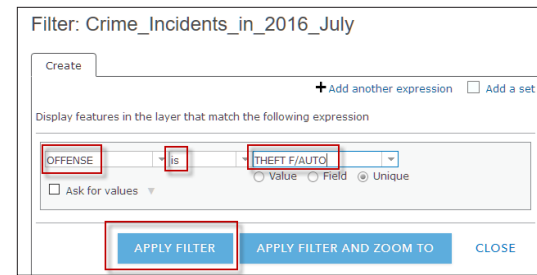 Filter: Crime_Incidents_in_2016_July
Create
+ Add another expression Add a set
Display features in the layer that match the following expression
OFFENSE is THEFT F/AUTO
Value Field Unique
Ask for values
APPLY FILTER APPLY FILTER AND ZOOM TO CLOSE